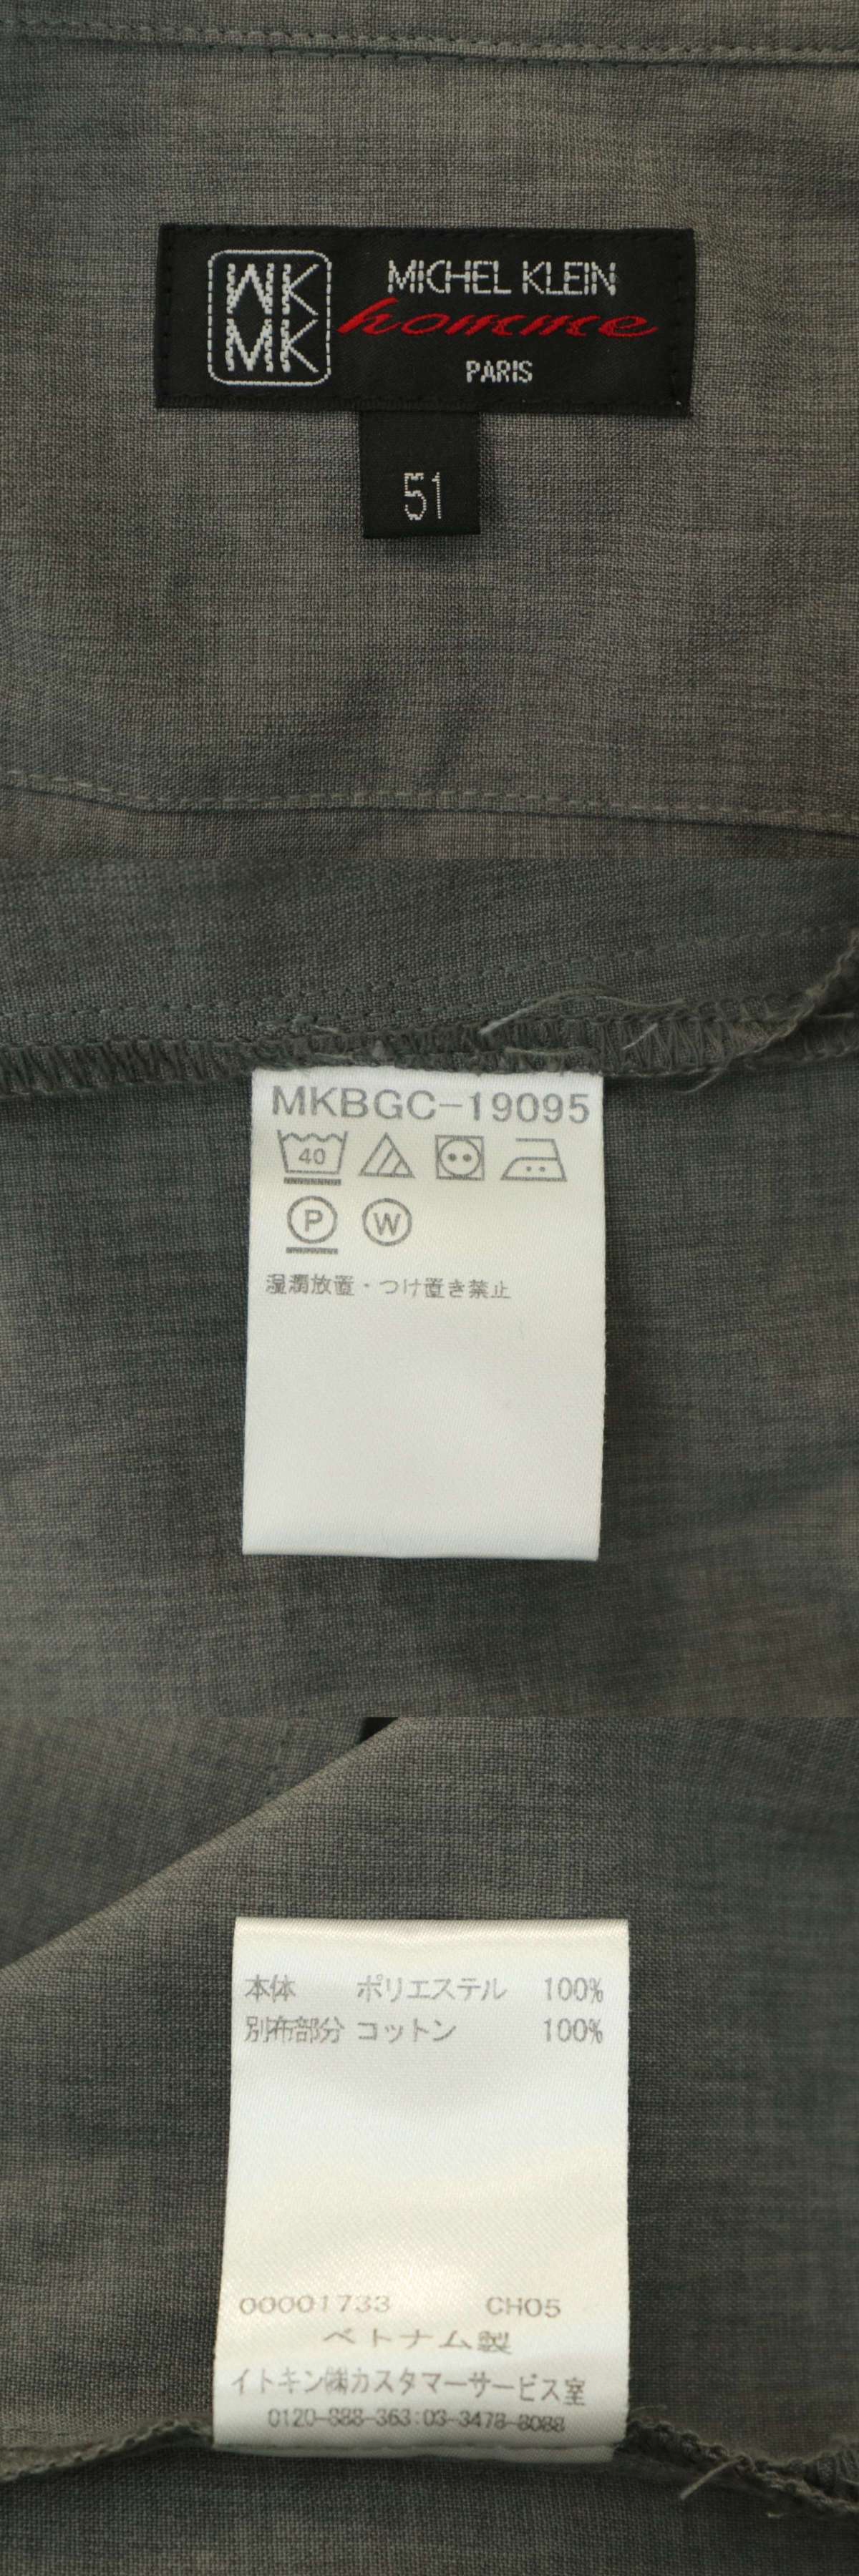 MK
MK
MICHEL KLEIN
homme
PARIS
51
MKBGC-19095
40
P W
湿潤放置・つけ置き禁止
本体 ポリエステル 100%
別布部分 コットン 100%
00001733 CH05
ベトナム製
イトキン㈱カスタマーサービス室
0120-888-363:03-3478-8088